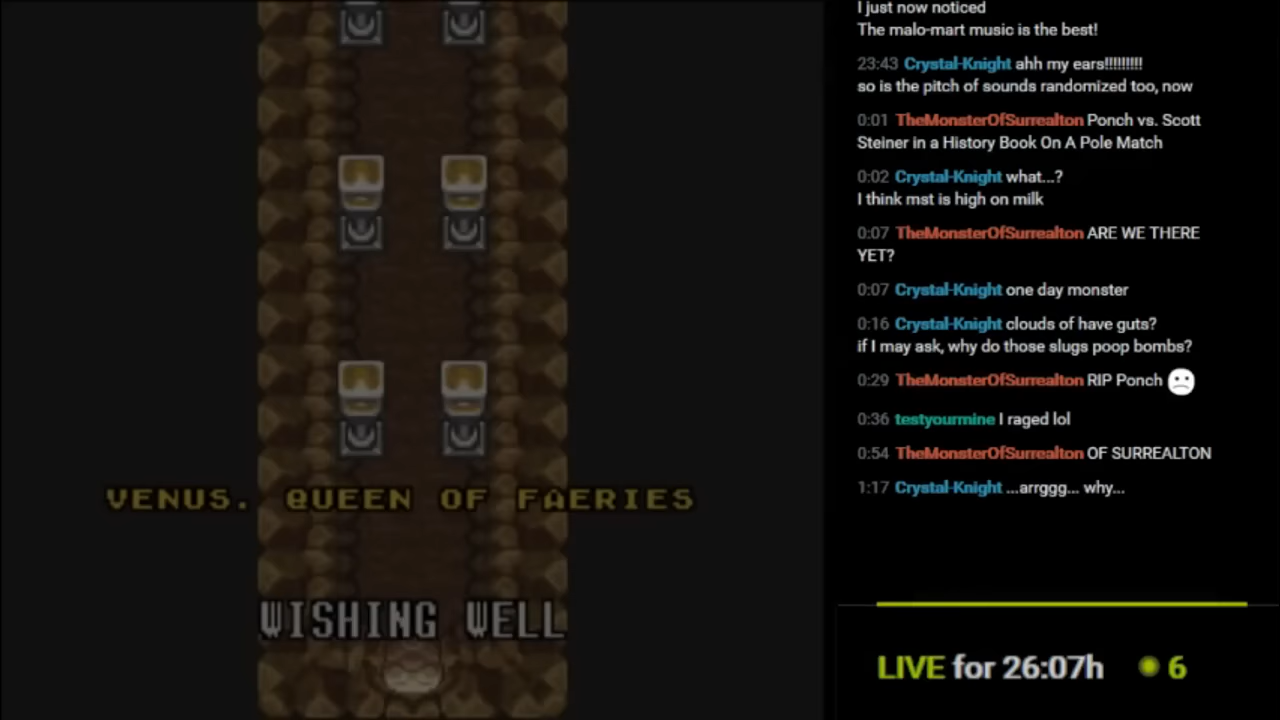 VENUS. QUEEN OF FAERIES
WISHING WELL
I just now noticed
The malo-mart music is the best!
23:43 Crystal-Knight ahh my ears!!!!!!!!!
so is the pitch of sounds randomized too, now
0:01 TheMonsterOfSurrealton Ponch vs. Scott
Steiner in a History Book On A Pole Match
0:02 Crystal-Knight what...?
I think mst is high on milk
0:07 TheMonsterOfSurrealton ARE WE THERE
YET?
0:07 Crystal-Knight one day monster
0:16 Crystal-Knight clouds of have guts?
if I may ask, why do those slugs poop bombs?
0:29 TheMonsterOfSurrealton RIP Ponch
0:36 testyourmine I raged lol
0:54 TheMonsterOfSurrealton OF SURREALTON
1:17 Crystal-Knight ...arrggg... why...
LIVE for 26:07h 6